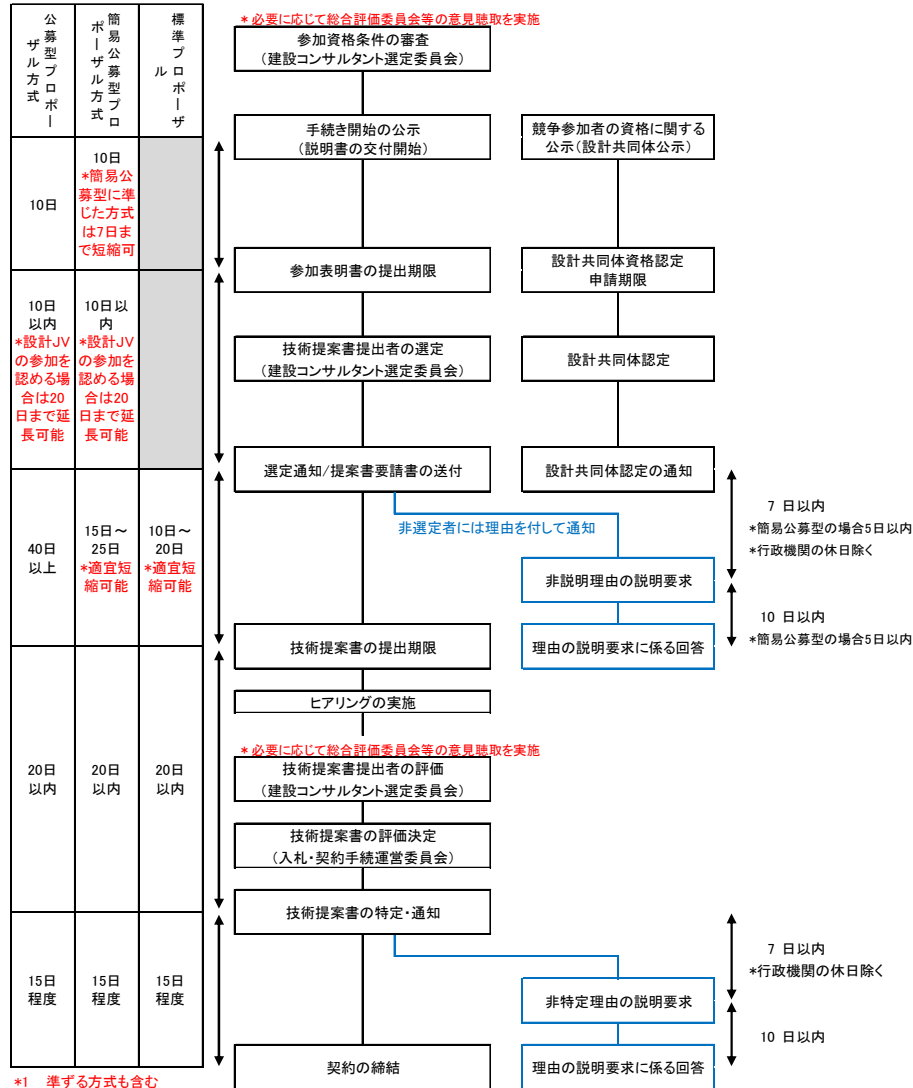 公募型プロポーザル方式
簡易公募型プロポーザル方式
標準プロポーザル
10日
10日
*簡易公
募型に準
じた方式
は7日ま
で短縮可
10日
以内
*設計JV
の参加を
認める場
合は20
日まで延
長可能
10日以
内
*設計JV
の参加を
認める場
合は20
日まで延
長可能
40日
以上
15日～
25日
*適宜短
縮可能
10日～
20日
*適宜短
縮可能
20日
以内
20日
以内
20日
以内
15日
程度
15日
程度
15日
程度
*1 準ずる方式も含む
* 必要に応じて総合評価委員会等の意見聴取を実施
参加資格条件の審査
(建設コンサルタント選定委員会)
手続き開始の公示
(説明書の交付開始)
競争参加者の資格に関する
公示(設計共同体公示)
参加表明書の提出期限
設計共同体資格認定
申請期限
技術提案書提出者の選定
(建設コンサルタント選定委員会)
設計共同体認定
選定通知/提案書要請書の送付
設計共同体認定の通知
非選定者には理由を付して通知
7 日以内
*簡易公募型の場合5日以内
*行政機関の休日除く
非説明理由の説明要求
10 日以内
*簡易公募型の場合5日以内
技術提案書の提出期限
理由の説明要求に係る回答
ヒアリングの実施
* 必要に応じて総合評価委員会等の意見聴取を実施
技術提案書提出者の評価
(建設コンサルタント選定委員会)
技術提案書の評価決定
(入札・契約手続運営委員会)
技術提案書の特定・通知
7 日以内
*行政機関の休日除く
非特定理由の説明要求
10 日以内
契約の締結
理由の説明要求に係る回答